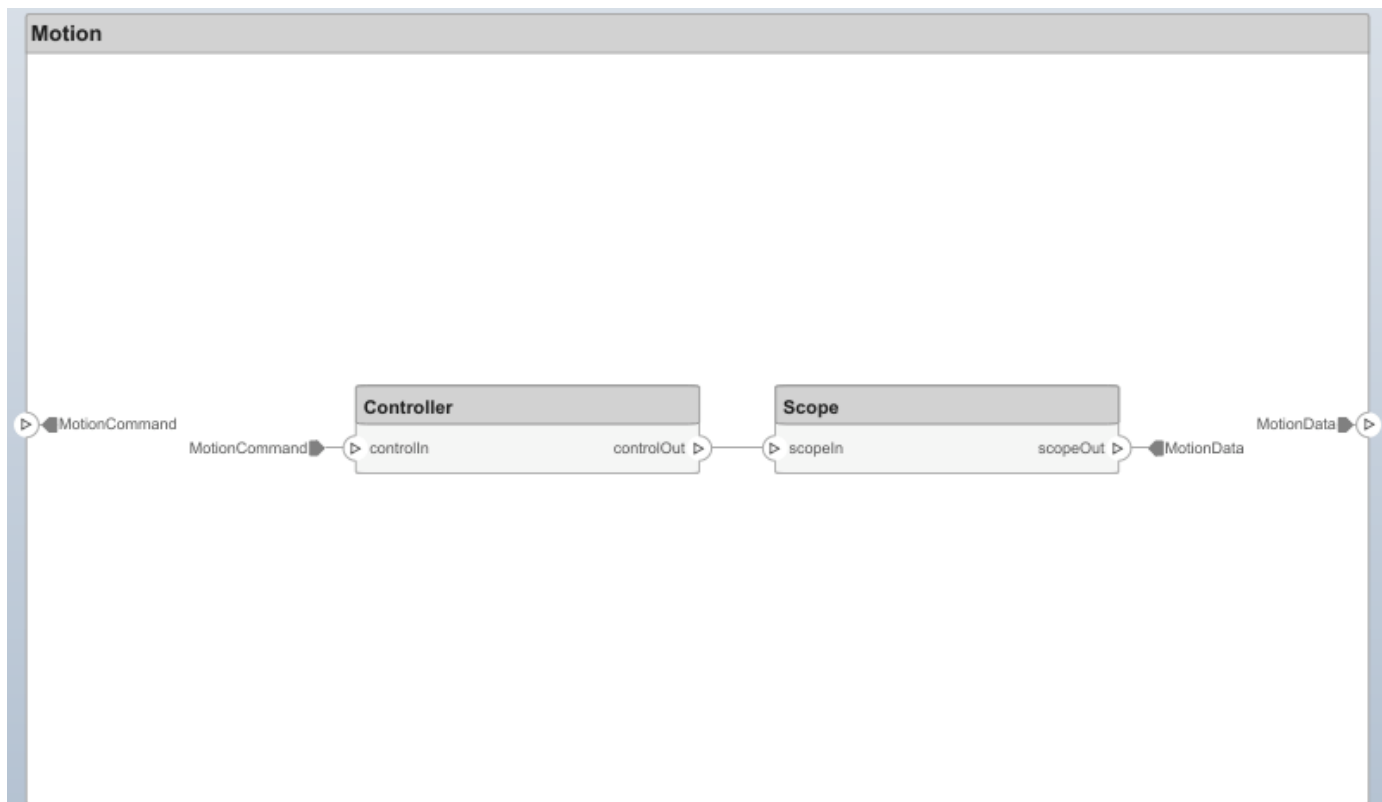 Motion
MotionCommand
MotionData
Controller
Scope
MotionCommand
controlIn
controlOut
scopeIn
scopeOut
MotionData